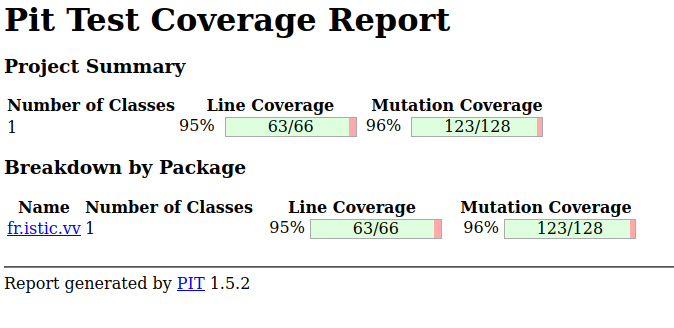 Pit Test Coverage Report
Project Summary
Number of Classes Line Coverage Mutation Coverage
1 95% 63/66 96% 123/128
Breakdown by Package
Name Number of Classes Line Coverage Mutation Coverage
fr.istic.vv 1 95% 63/66 96% 123/128
Report generated by PIT 1.5.2